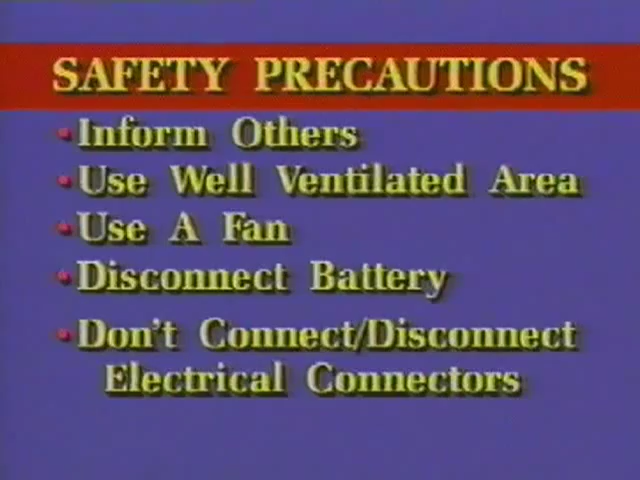 SAFETY PRECAUTIONS
• Inform Others
• Use Well Ventilated Area
• Use A Fan
• Disconnect Battery
• Don't Connect/Disconnect
Electrical Connectors